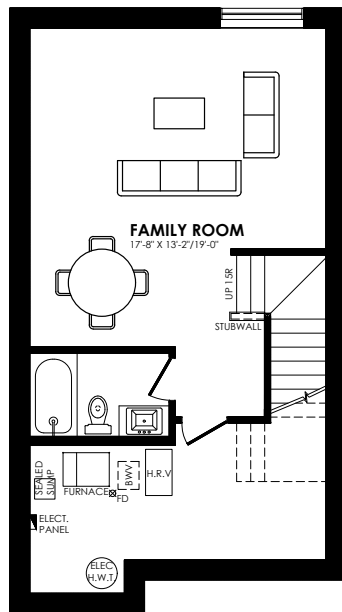 FAMILY ROOM
17'-8" X 13'-2"/19'-0"
UP 15R
STUBWALL
SEALED
SUMP
FURNACE
BWV
H.R.V
FD
ELECT.
PANEL
ELEC
H.W.T.